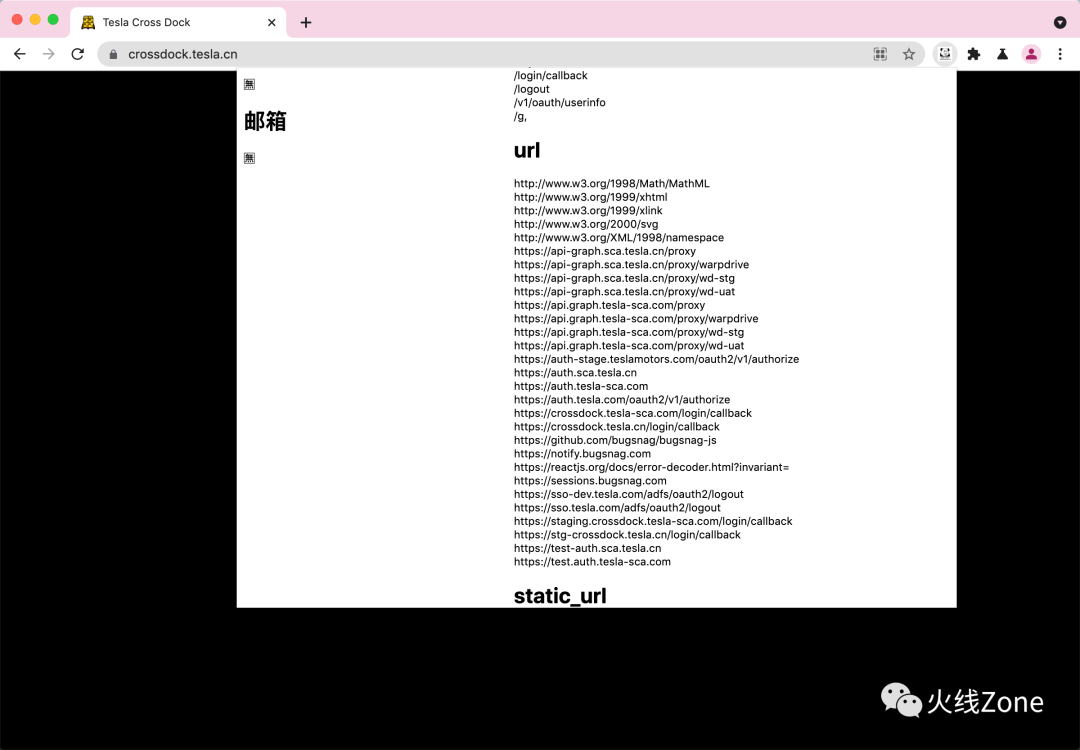 Tesla Cross Dock
crossdock.tesla.cn
🈚
邮箱
🈚
/login/callback
/logout
/v1/oauth/userinfo
/g,
url
http://www.w3.org/1998/Math/MathML
http://www.w3.org/1999/xhtml
http://www.w3.org/1999/xlink
http://www.w3.org/2000/svg
http://www.w3.org/XML/1998/namespace
https://api-graph.sca.tesla.cn/proxy
https://api-graph.sca.tesla.cn/proxy/warpdrive
https://api-graph.sca.tesla.cn/proxy/wd-stg
https://api-graph.sca.tesla.cn/proxy/wd-uat
https://api.graph.tesla-sca.com/proxy
https://api.graph.tesla-sca.com/proxy/warpdrive
https://api.graph.tesla-sca.com/proxy/wd-stg
https://api.graph.tesla-sca.com/proxy/wd-uat
https://auth-stage.teslamotors.com/oauth2/v1/authorize
https://auth.sca.tesla.cn
https://auth.tesla-sca.com
https://auth.tesla.com/oauth2/v1/authorize
https://crossdock.tesla-sca.com/login/callback
https://crossdock.tesla.cn/login/callback
https://github.com/bugsnag/bugsnag-js
https://notify.bugsnag.com
https://reactjs.org/docs/error-decoder.html?invariant=
https://sessions.bugsnag.com
https://sso-dev.tesla.com/adfs/oauth2/logout
https://sso.tesla.com/adfs/oauth2/logout
https://staging.crossdock.tesla-sca.com/login/callback
https://stg-crossdock.tesla.cn/login/callback
https://test-auth.sca.tesla.cn
https://test.auth.tesla-sca.com
static_url
火线Zone